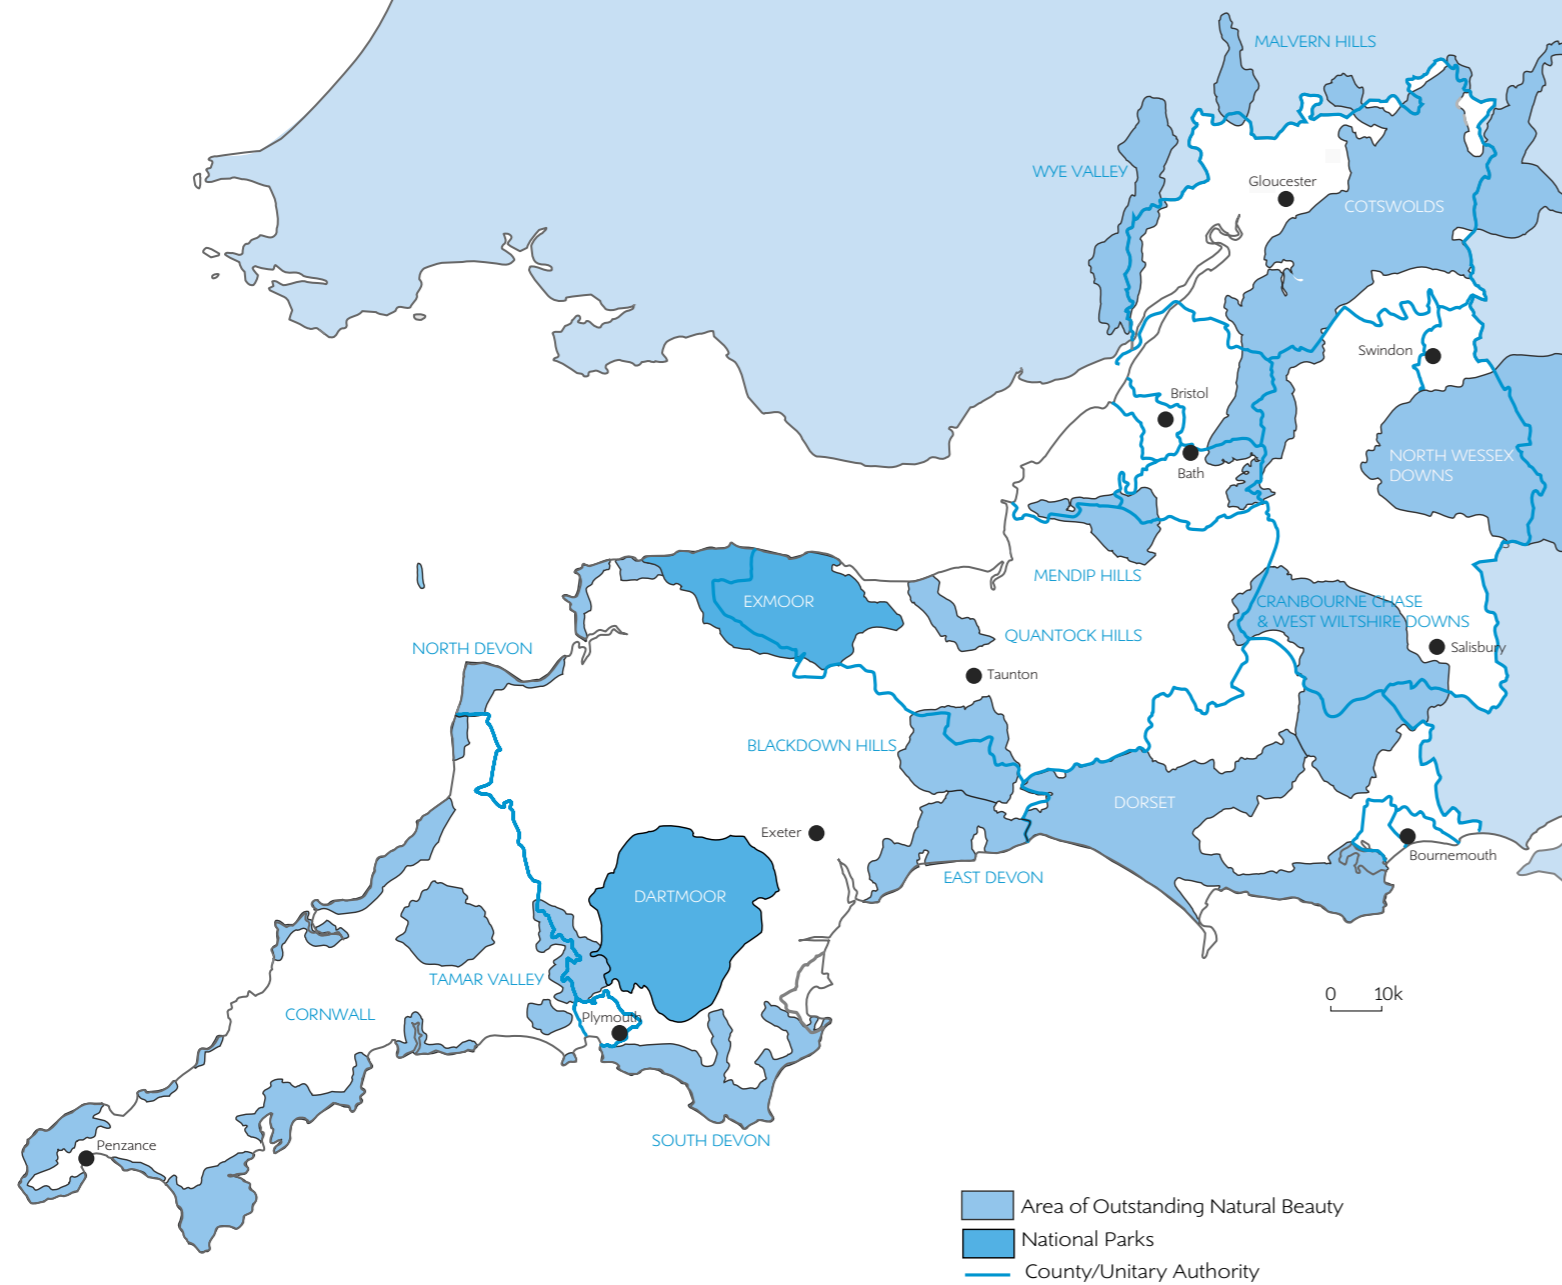 MALVERN HILLS
WYE VALLEY
Gloucester
COTSWOLDS
Swindon
Bristol
NORTH WESSEX
DOWNS
Bath
MENDIP HILLS
EXMOOR
CRANBOURNE CHASE
& WEST WILTSHIRE DOWNS
QUANTOCK HILLS
NORTH DEVON
Salisbury
Taunton
BLACKDOWN HILLS
DORSET
Exeter
Bournemouth
EAST DEVON
DARTMOOR
TAMAR VALLEY
0 10k
CORNWALL
Plymouth
SOUTH DEVON
Penzance
Area of Outstanding Natural Beauty
National Parks
County/Unitary Authority